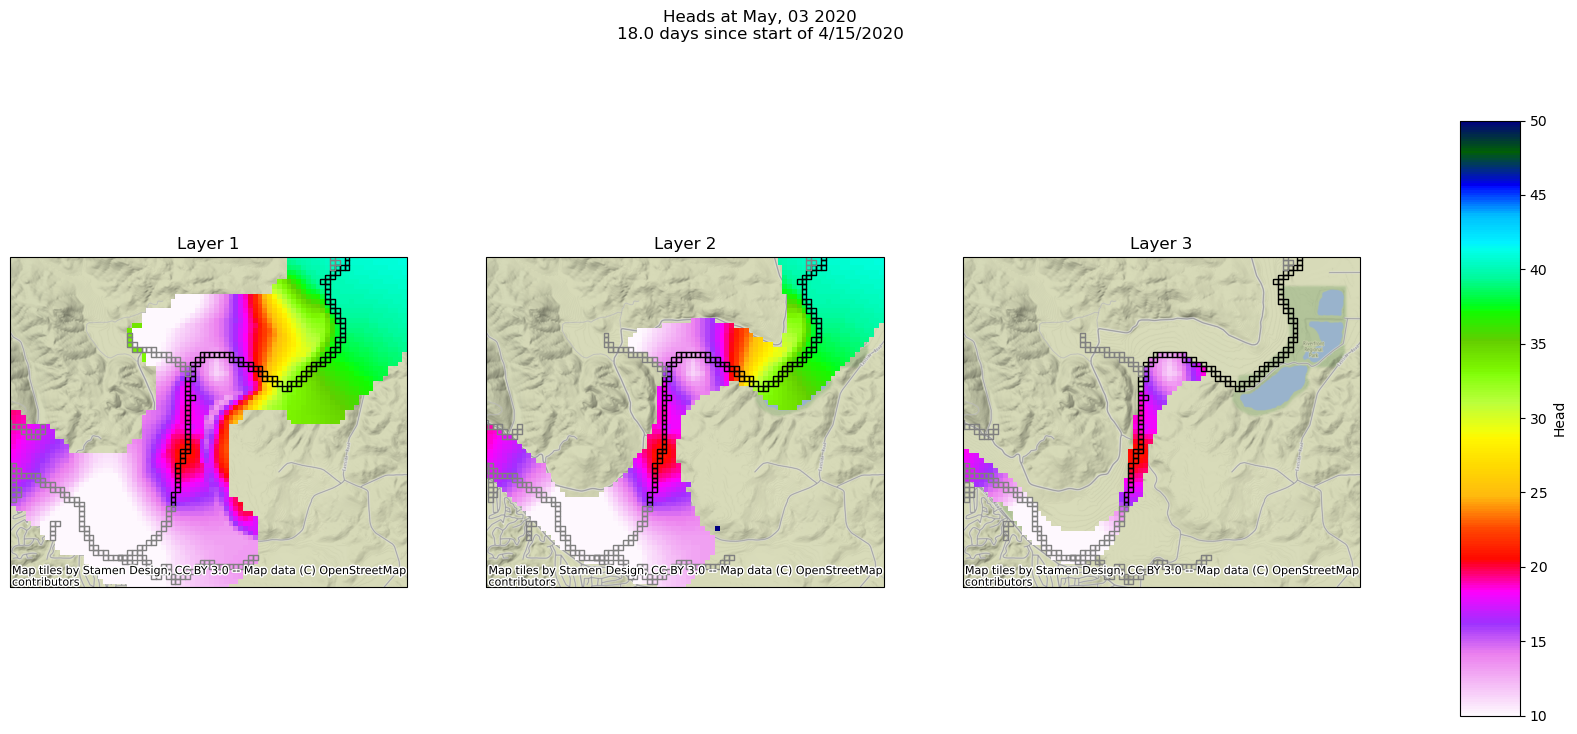 Heads at May, 03 2020
18.0 days since start of 4/15/2020
Layer 1
Layer 2
Layer 3
Map tiles by Stamen Design, CC BY 3.0 -- Map data (C) OpenStreetMap
contributors
Map tiles by Stamen Design, CC BY 3.0 -- Map data (C) OpenStreetMap
contributors
Map tiles by Stamen Design, CC BY 3.0 -- Map data (C) OpenStreetMap
contributors
50
45
40
35
30
25
20
15
10
Head